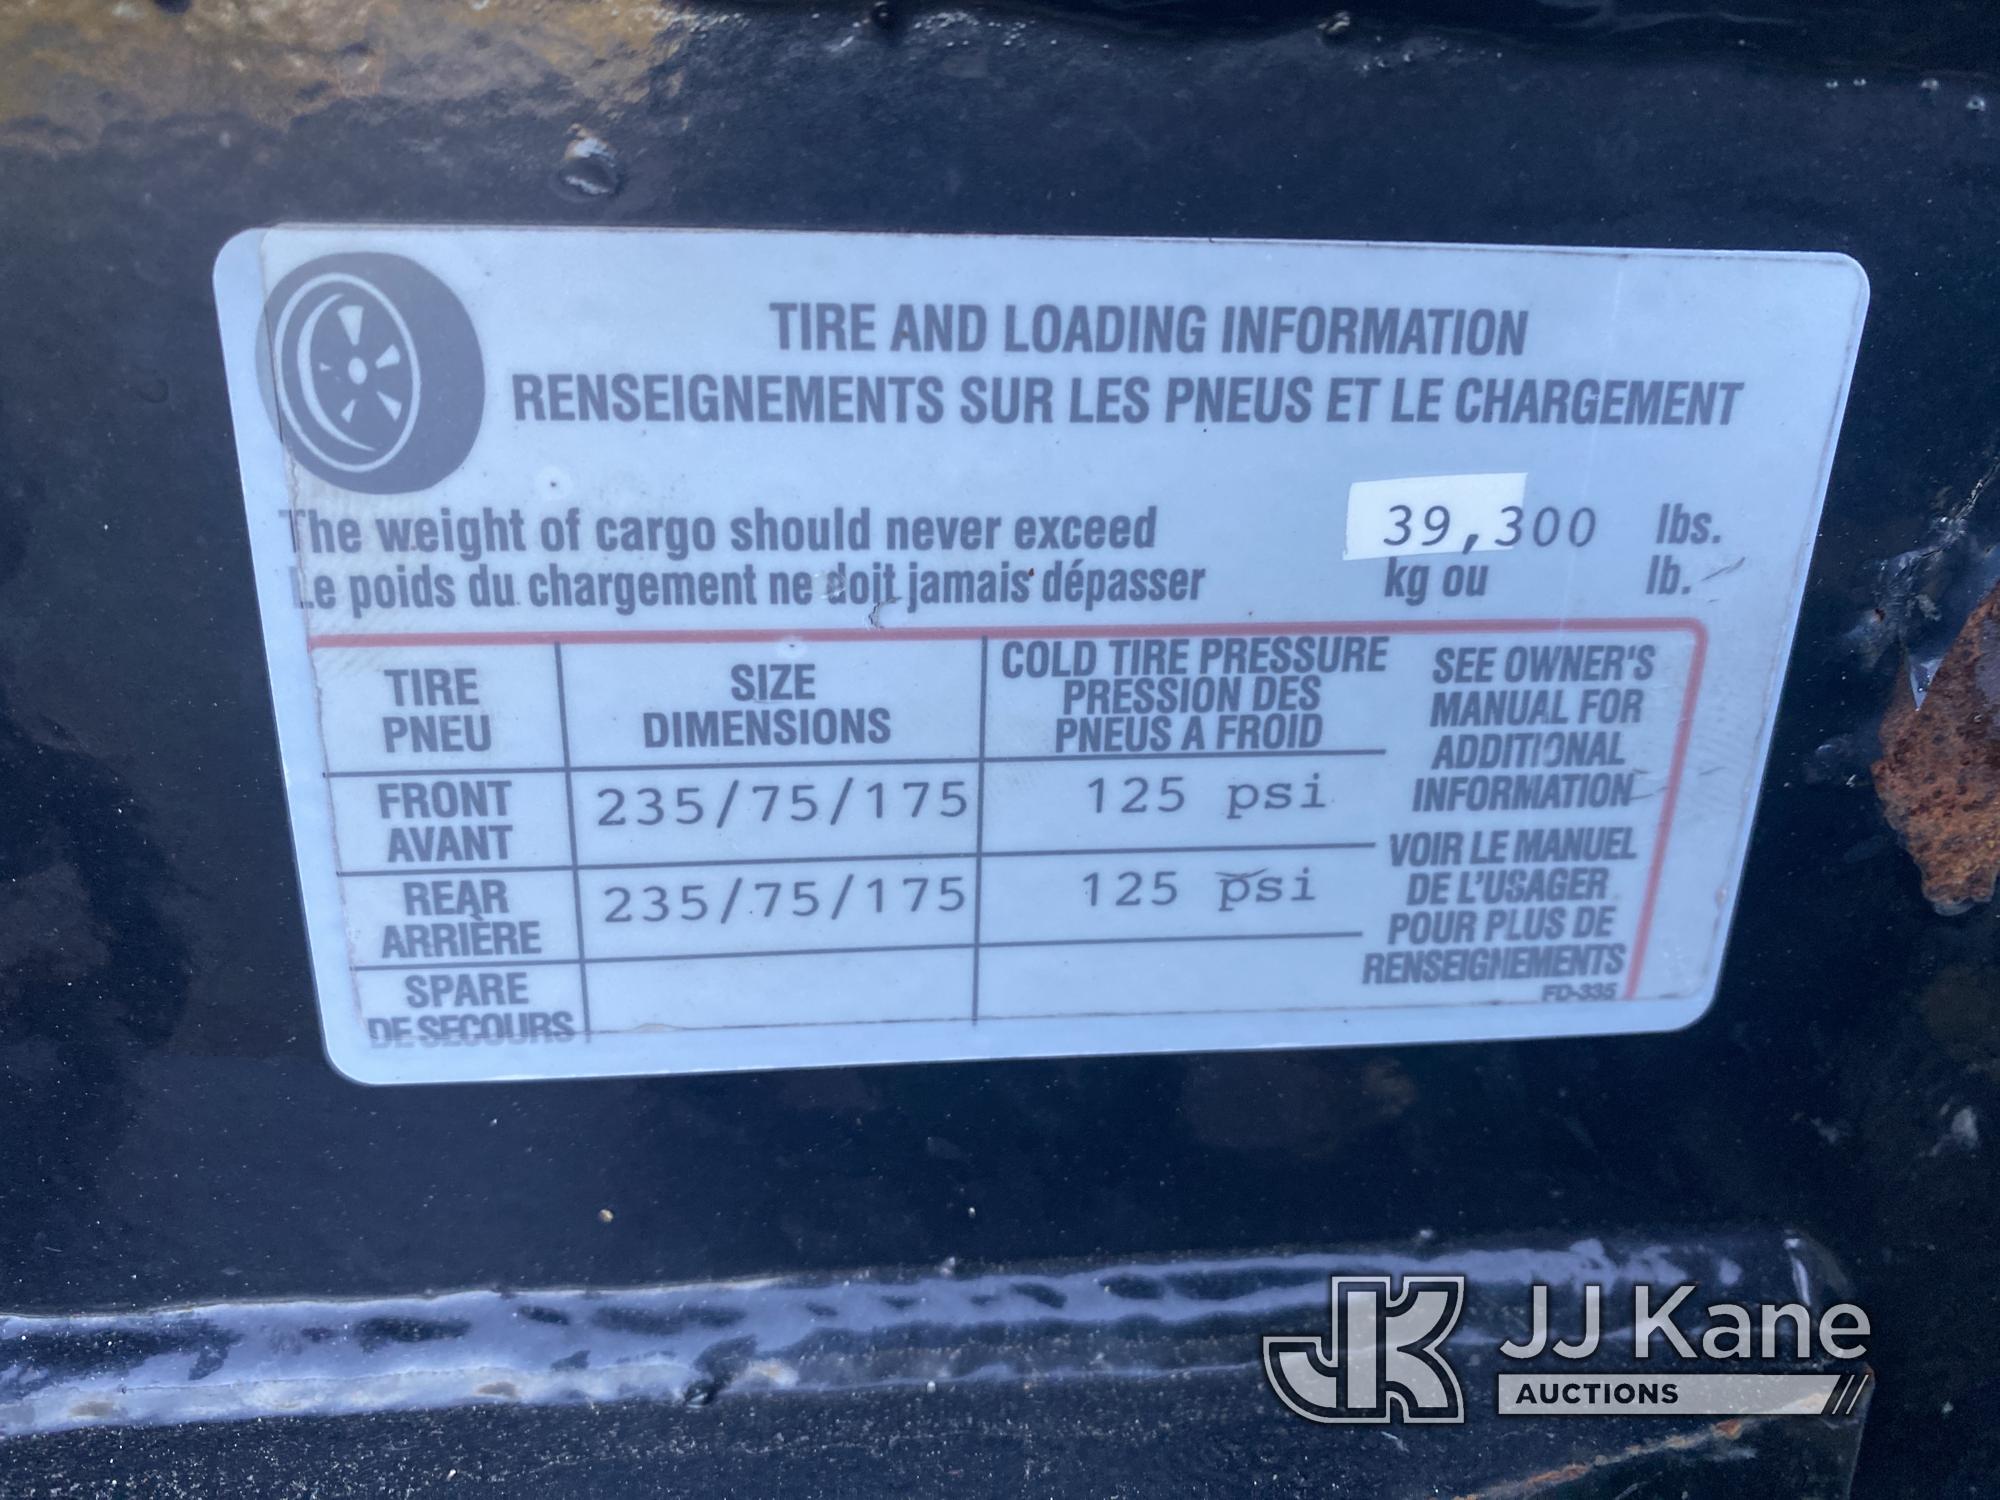 TIRE AND LOADING INFORMATION
RENSEIGNEMENTS SUR LES PNEUS ET LE CHARGEMENT
The weight of cargo should never exceed 39,300 lbs.
Le poids du chargement ne doit jamais dépasser kg ou lb.
TIRE
PNEU
SIZE
DIMENSIONS
COLD TIRE PRESSURE
PRESSION DES
PNEUS A FROID
SEE OWNER'S
MANUAL FOR
ADDITIONAL
INFORMATION
FRONT
AVANT
235/75/175
125 psi
REAR
ARRIÈRE
235/75/175
125 psi
VOIR LE MANUEL
DE L'USAGER
POUR PLUS DE
RENSEIGNEMENTS
SPARE
DE SECOURS
FD-335
JK
JJ Kane
AUCTIONS